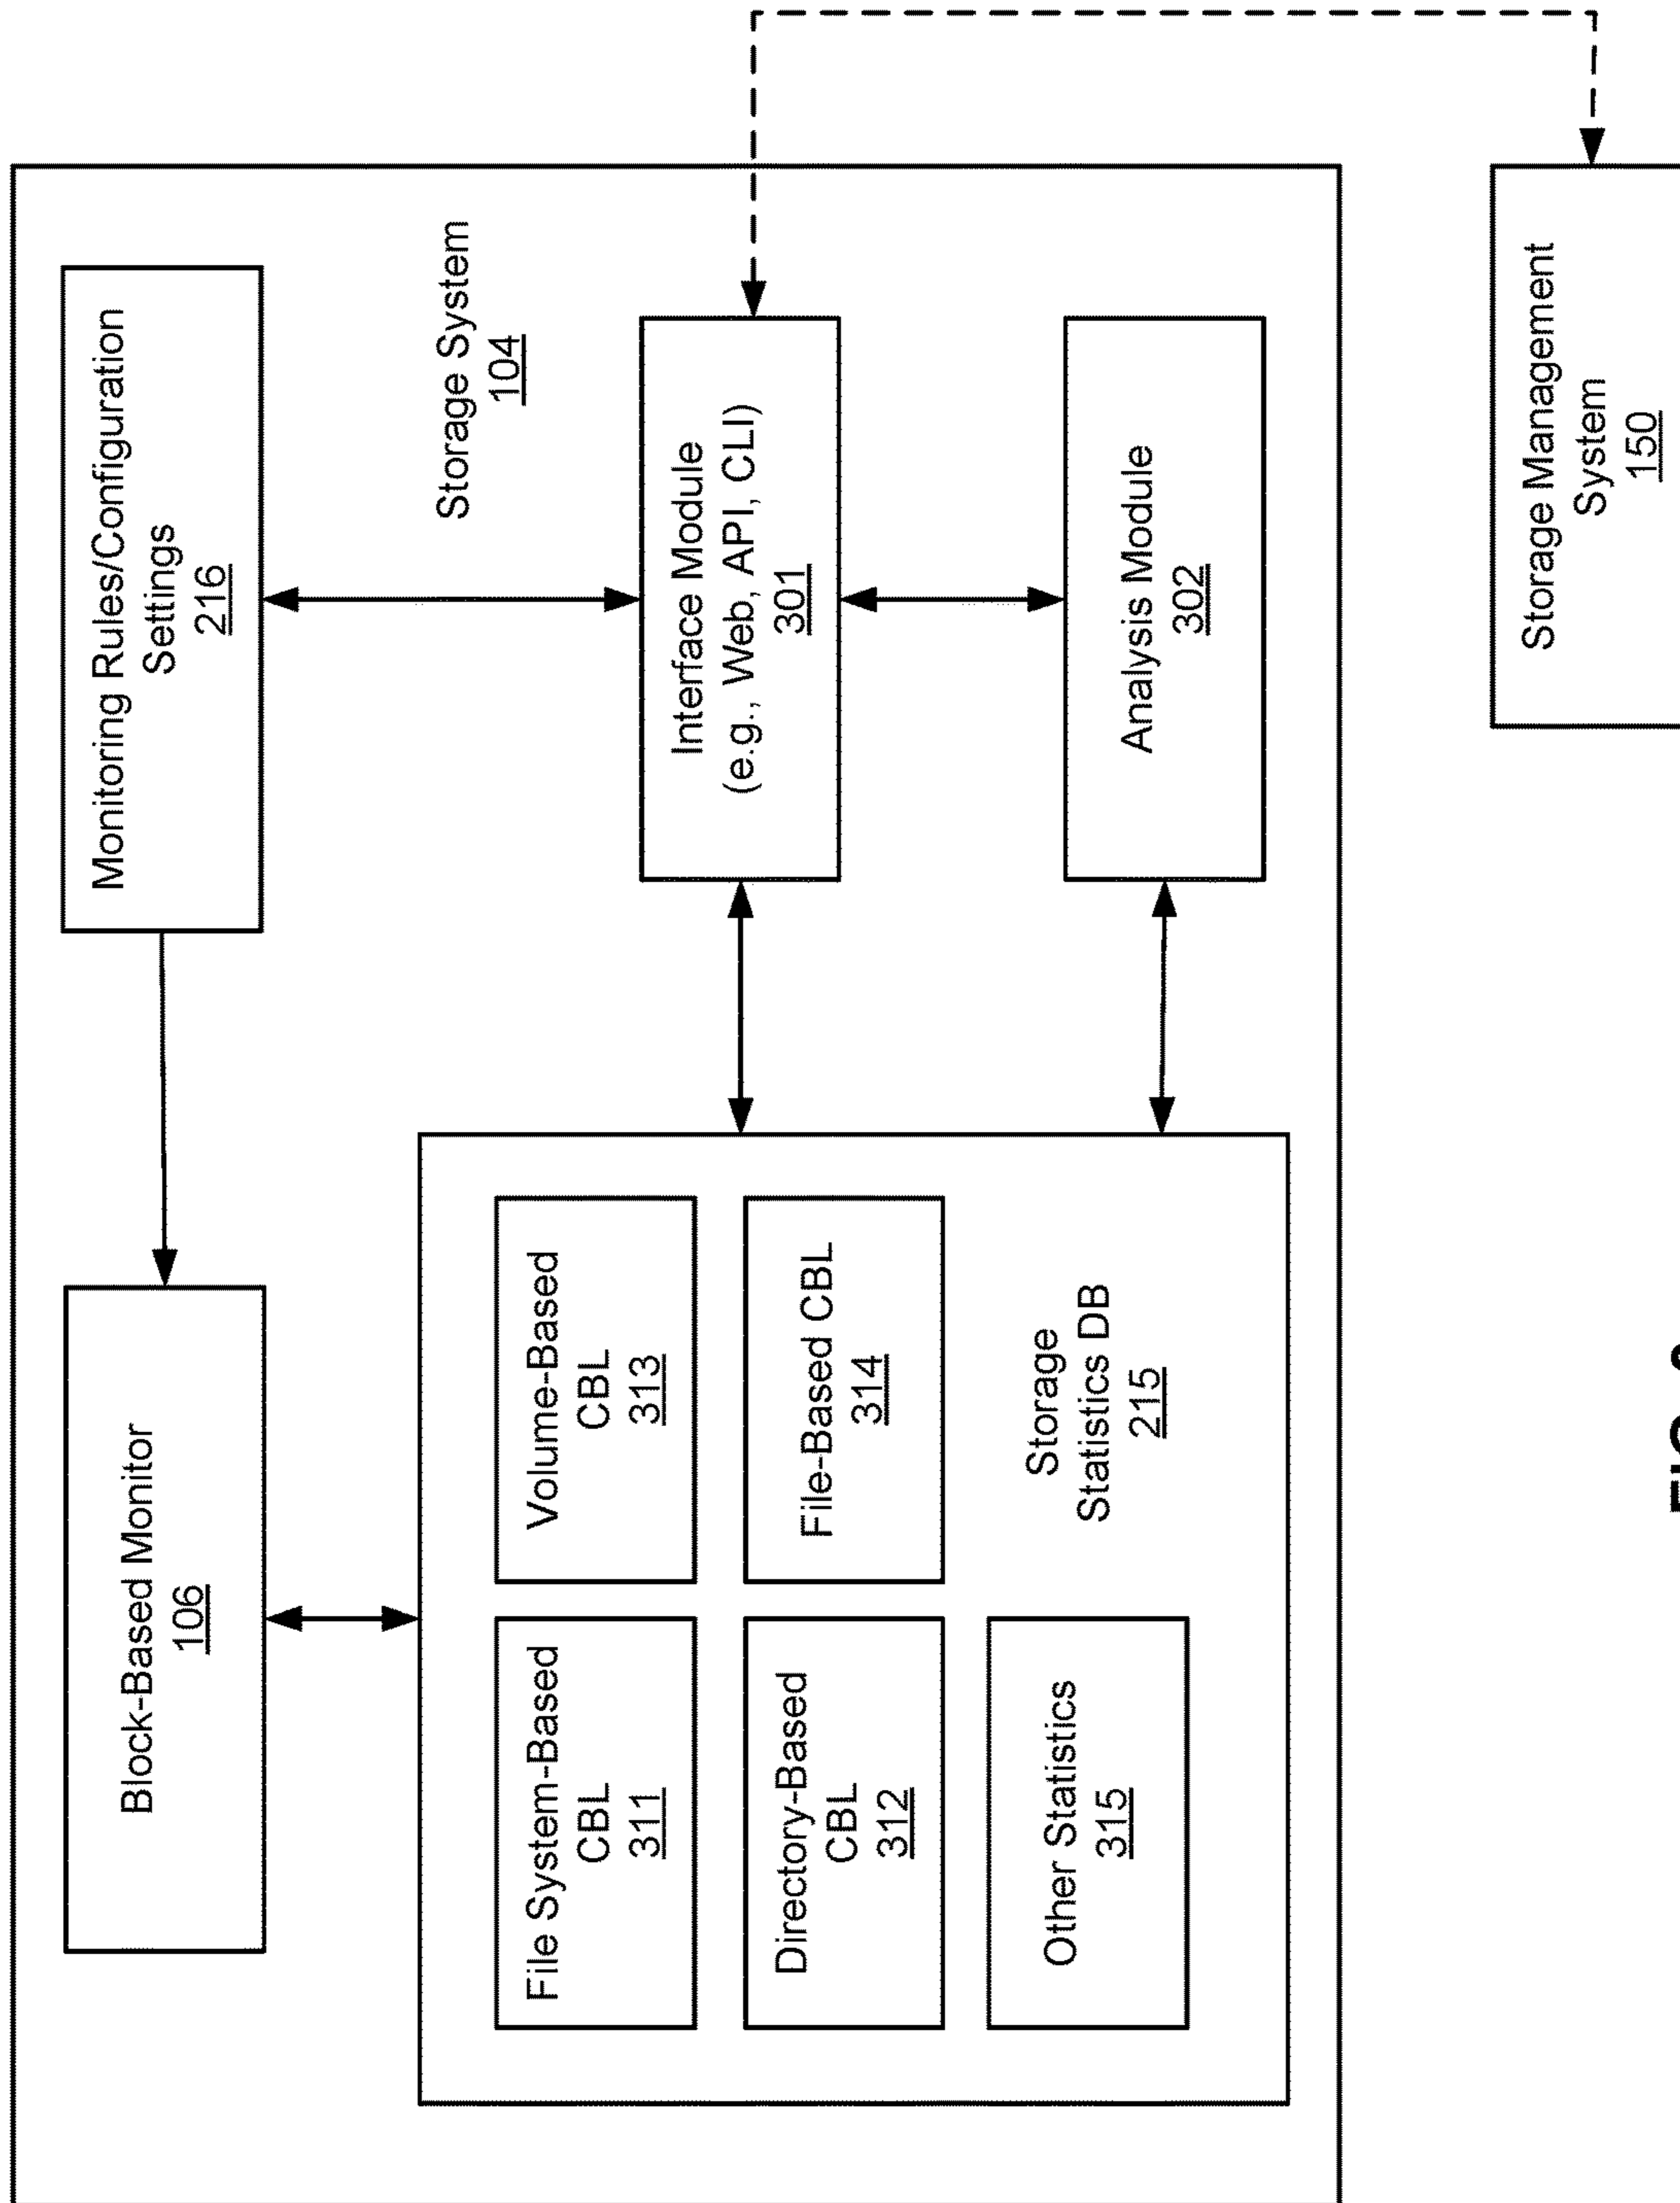 Block-Based Monitor
106
Monitoring Rules/Configuration
Settings
216
Storage System
104
File System-Based
CBL
311
Volume-Based
CBL
313
Directory-Based
CBL
312
File-Based CBL
314
Other Statistics
315
Storage
Statistics DB
215
Interface Module
(e.g., Web, API, CLI)
301
Analysis Module
302
Storage Management
System
150
FIG.